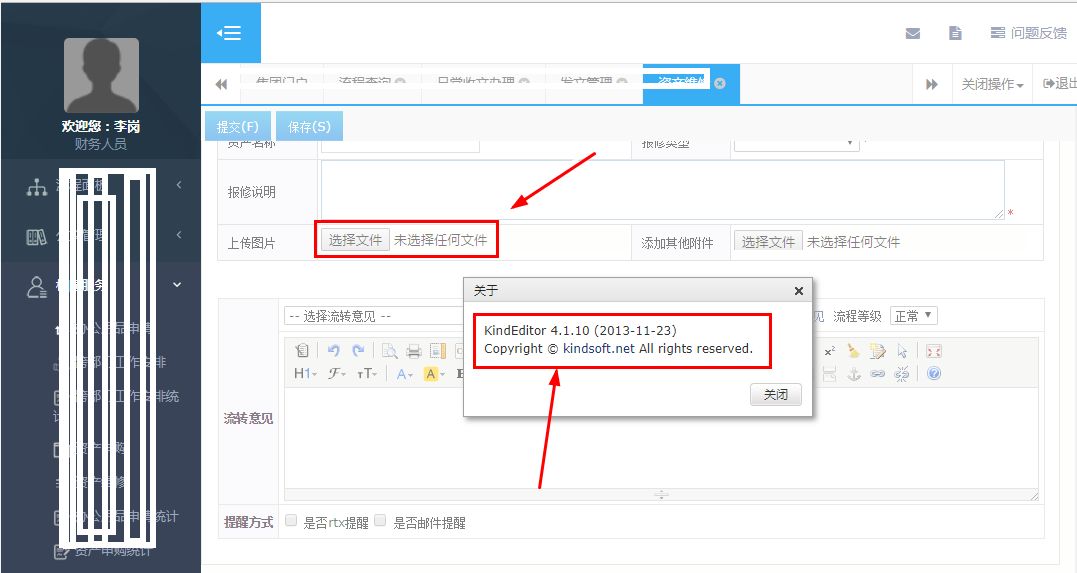 问题反馈
欢迎您：李岗
财务人员
集团门户 流程查询 日常收文办理 发文管理 资产维修
关闭操作 退出
提交(F) 保存(S)
资产名称 报修类型
报修说明
*
上传图片 选择文件 未选择任何文件 添加其他附件 选择文件 未选择任何文件
关于
KindEditor 4.1.10 (2013-11-23)
Copyright © kindsoft.net All rights reserved.
关闭
-- 选择流转意见 -- 见 流程等级 正常
H1
流转意见
提醒方式 是否rtx提醒 是否邮件提醒
资产申购统计